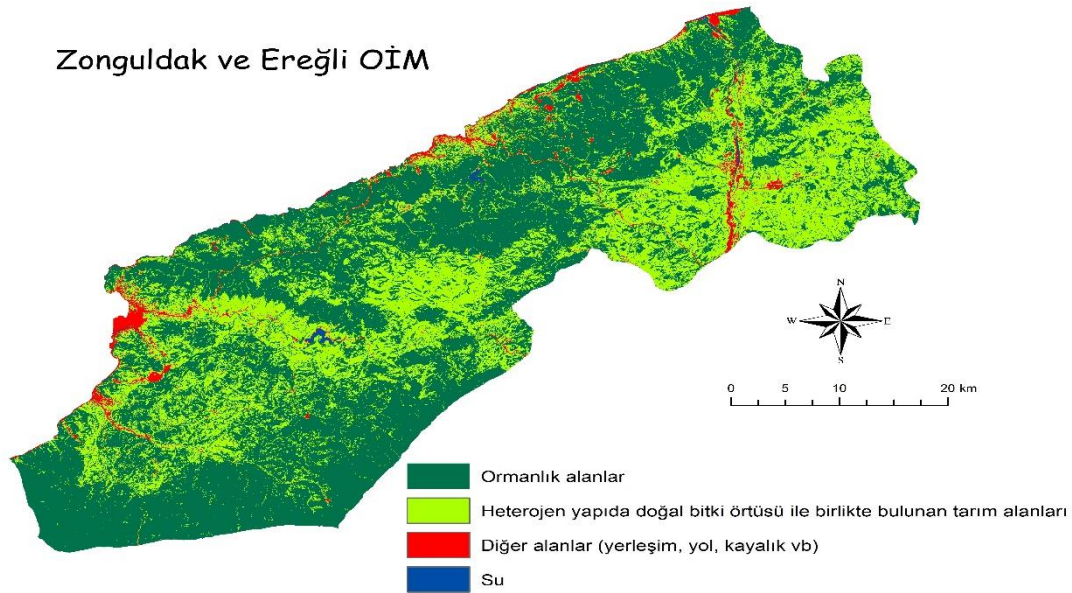 Zonguldak ve Ereğli OİM
N
W
E
S
0 5 10 20 km
Ormanlık alanlar
Heterojen yapıda doğal bitki örtüsü ile birlikte bulunan tarım alanları
Diğer alanlar (yerleşim, yol, kayalık vb)
Su